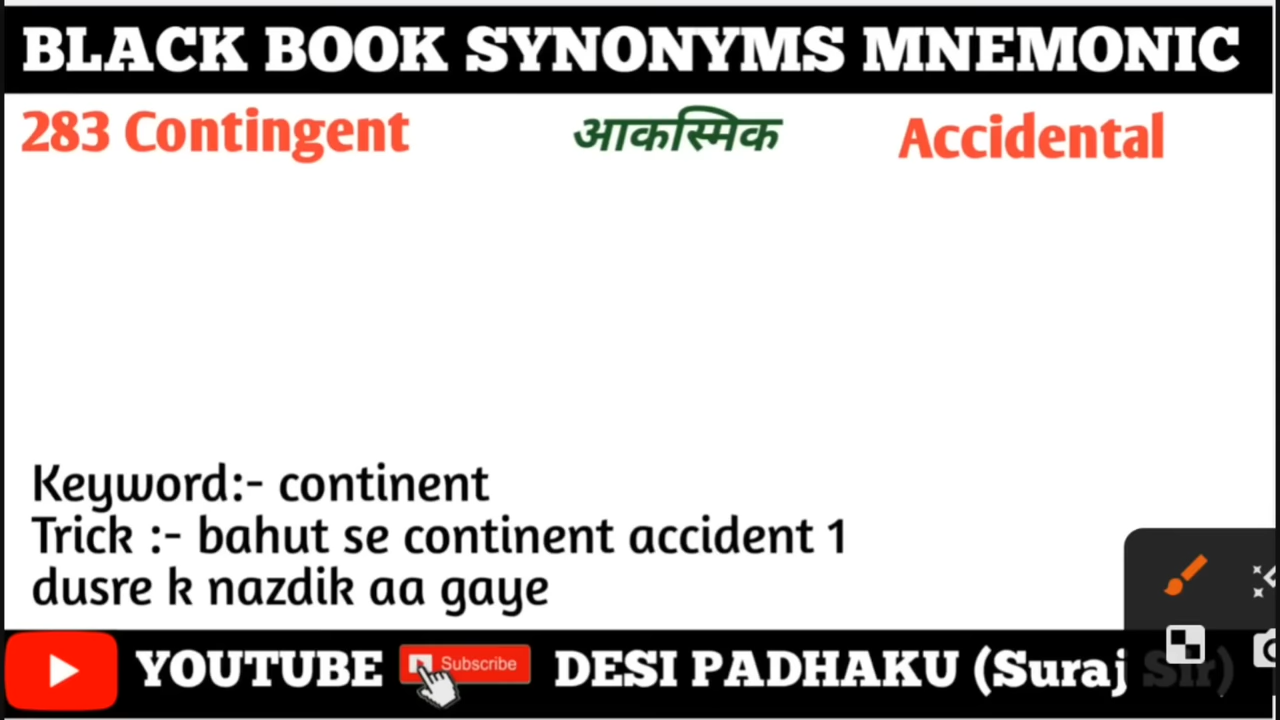 BLACK BOOK SYNONYMS MNEMONIC
283 Contingent आकस्मिक Accidental
Keyword:- continent
Trick :- bahut se continent accident 1
dusre k nazdik aa gaye
YOUTUBE Subscribe DESI PADHAKU (Suraj Sir)